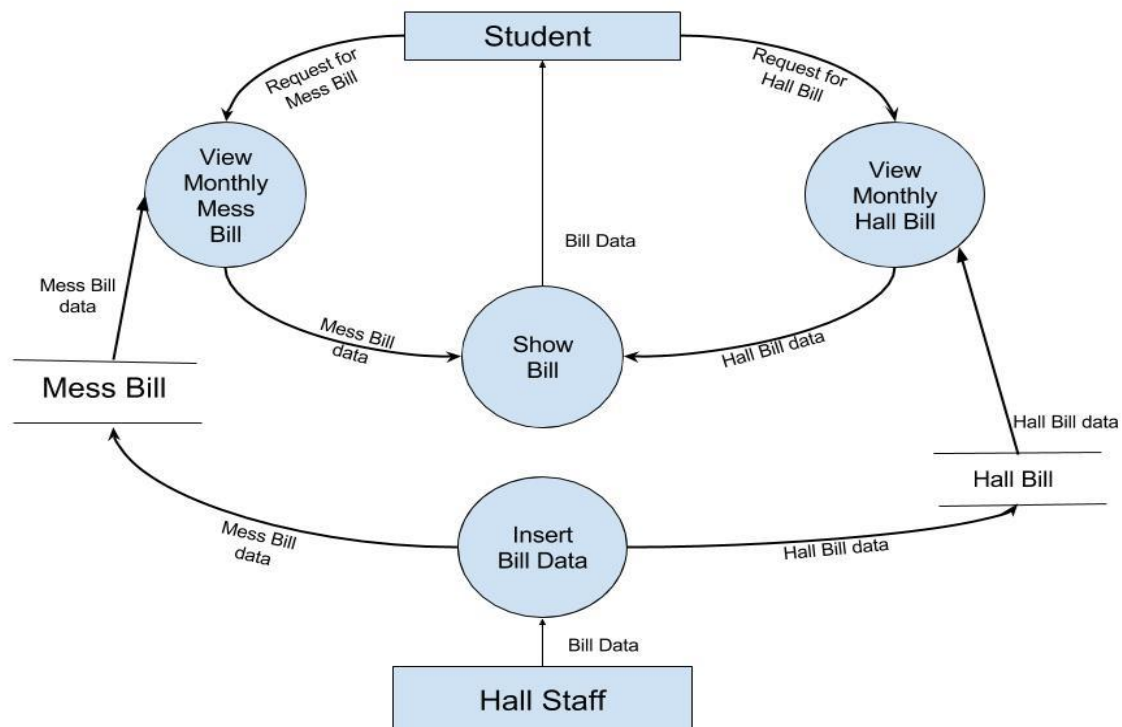 Student
Request for
Mess Bill
Request for
Hall Bill
View
Monthly
Mess
Bill
View
Monthly
Hall Bill
Bill Data
Mess Bill
data
Mess Bill
data
Show
Bill
Hall Bill data
Mess Bill
Hall Bill data
Hall Bill
Mess Bill
data
Insert
Bill Data
Hall Bill data
Bill Data
Hall Staff